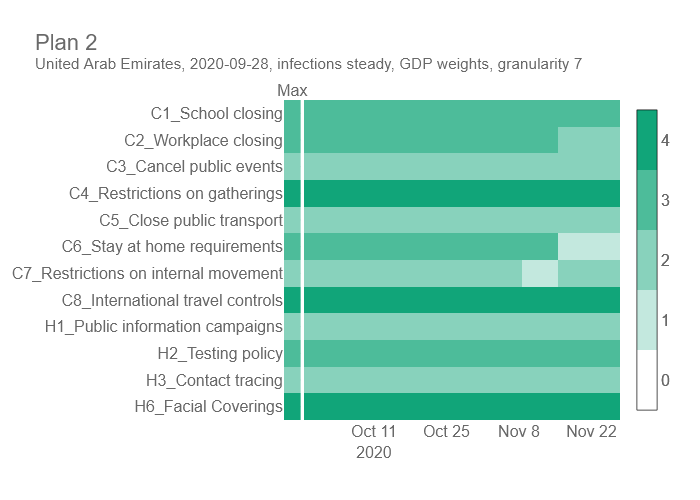 Plan 2
United Arab Emirates, 2020-09-28, infections steady, GDP weights, granularity 7
Max
C1_School closing
C2_Workplace closing
C3_Cancel public events
C4_Restrictions on gatherings
C5_Close public transport
C6_Stay at home requirements
C7_Restrictions on internal movement
C8_International travel controls
H1_Public information campaigns
H2_Testing policy
H3_Contact tracing
H6_Facial Coverings
4
3
2
1
0
Oct 11 Oct 25 Nov 8 Nov 22
2020